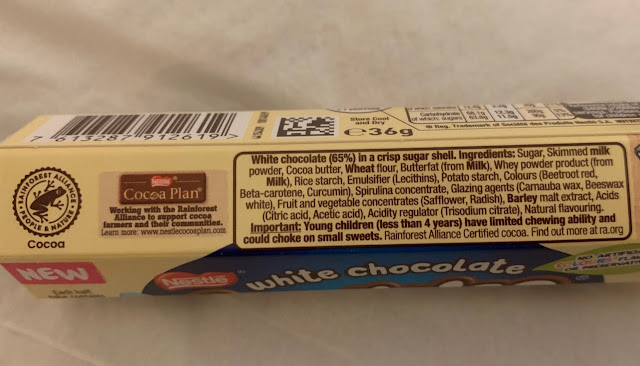 7 613287 912619
Store Cool
and Dry
℮36g
Carbohydrate
of which: sugars
® Reg. Trademark of Société des Produits
RAINFOREST ALLIANCE
• PEOPLE & NATURE •
Cocoa
Nestlé
Cocoa Plan®
Working with the Rainforest
Alliance to support cocoa
farmers and their communities.
Learn more: www.nestlecocoaplan.com
White chocolate (65%) in a crisp sugar shell. Ingredients: Sugar, Skimmed milk
powder, Cocoa butter, Wheat flour, Butterfat (from Milk), Whey powder product (from
Milk), Rice starch, Emulsifier (Lecithins), Potato starch, Colours (Beetroot red,
Beta-carotene, Curcumin), Spirulina concentrate, Glazing agents (Carnauba wax, Beeswax
white), Fruit and vegetable concentrates (Safflower, Radish), Barley malt extract, Acids
(Citric acid, Acetic acid), Acidity regulator (Trisodium citrate), Natural flavouring.
Important: Young children (less than 4 years) have limited chewing ability and
could choke on small sweets. Rainforest Alliance Certified cocoa. Find out more at ra.org
NEW
Nestlé®
white chocolate
NO ARTIFICIAL